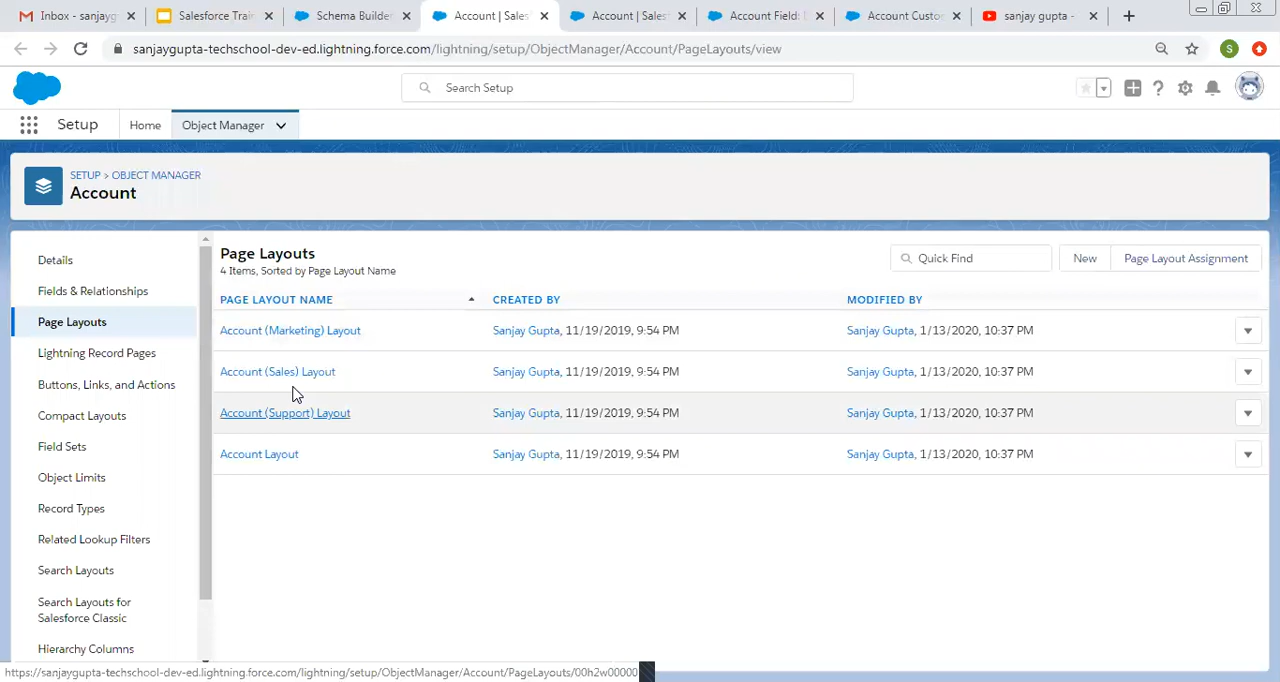 Inbox - sanjayg
Salesforce Train
Schema Builder
Account | Sales
Account | Sales
Account Field: D
Account Custo
sanjay gupta -
sanjaygupta-techschool-dev-ed.lightning.force.com/lightning/setup/ObjectManager/Account/PageLayouts/view
S
Search Setup
Setup
Home
Object Manager
SETUP > OBJECT MANAGER
Account
Details
Fields & Relationships
Page Layouts
Lightning Record Pages
Buttons, Links, and Actions
Compact Layouts
Field Sets
Object Limits
Record Types
Related Lookup Filters
Search Layouts
Search Layouts for
Salesforce Classic
Hierarchy Columns
Page Layouts
4 Items, Sorted by Page Layout Name
Quick Find
New
Page Layout Assignment
PAGE LAYOUT NAME CREATED BY MODIFIED BY
Account (Marketing) Layout Sanjay Gupta, 11/19/2019, 9:54 PM Sanjay Gupta, 1/13/2020, 10:37 PM
Account (Sales) Layout Sanjay Gupta, 11/19/2019, 9:54 PM Sanjay Gupta, 1/13/2020, 10:37 PM
Account (Support) Layout Sanjay Gupta, 11/19/2019, 9:54 PM Sanjay Gupta, 1/13/2020, 10:37 PM
Account Layout Sanjay Gupta, 11/19/2019, 9:54 PM Sanjay Gupta, 1/13/2020, 10:37 PM
https://sanjaygupta-techschool-dev-ed.lightning.force.com/lightning/setup/ObjectManager/Account/PageLayouts/00h2w00000